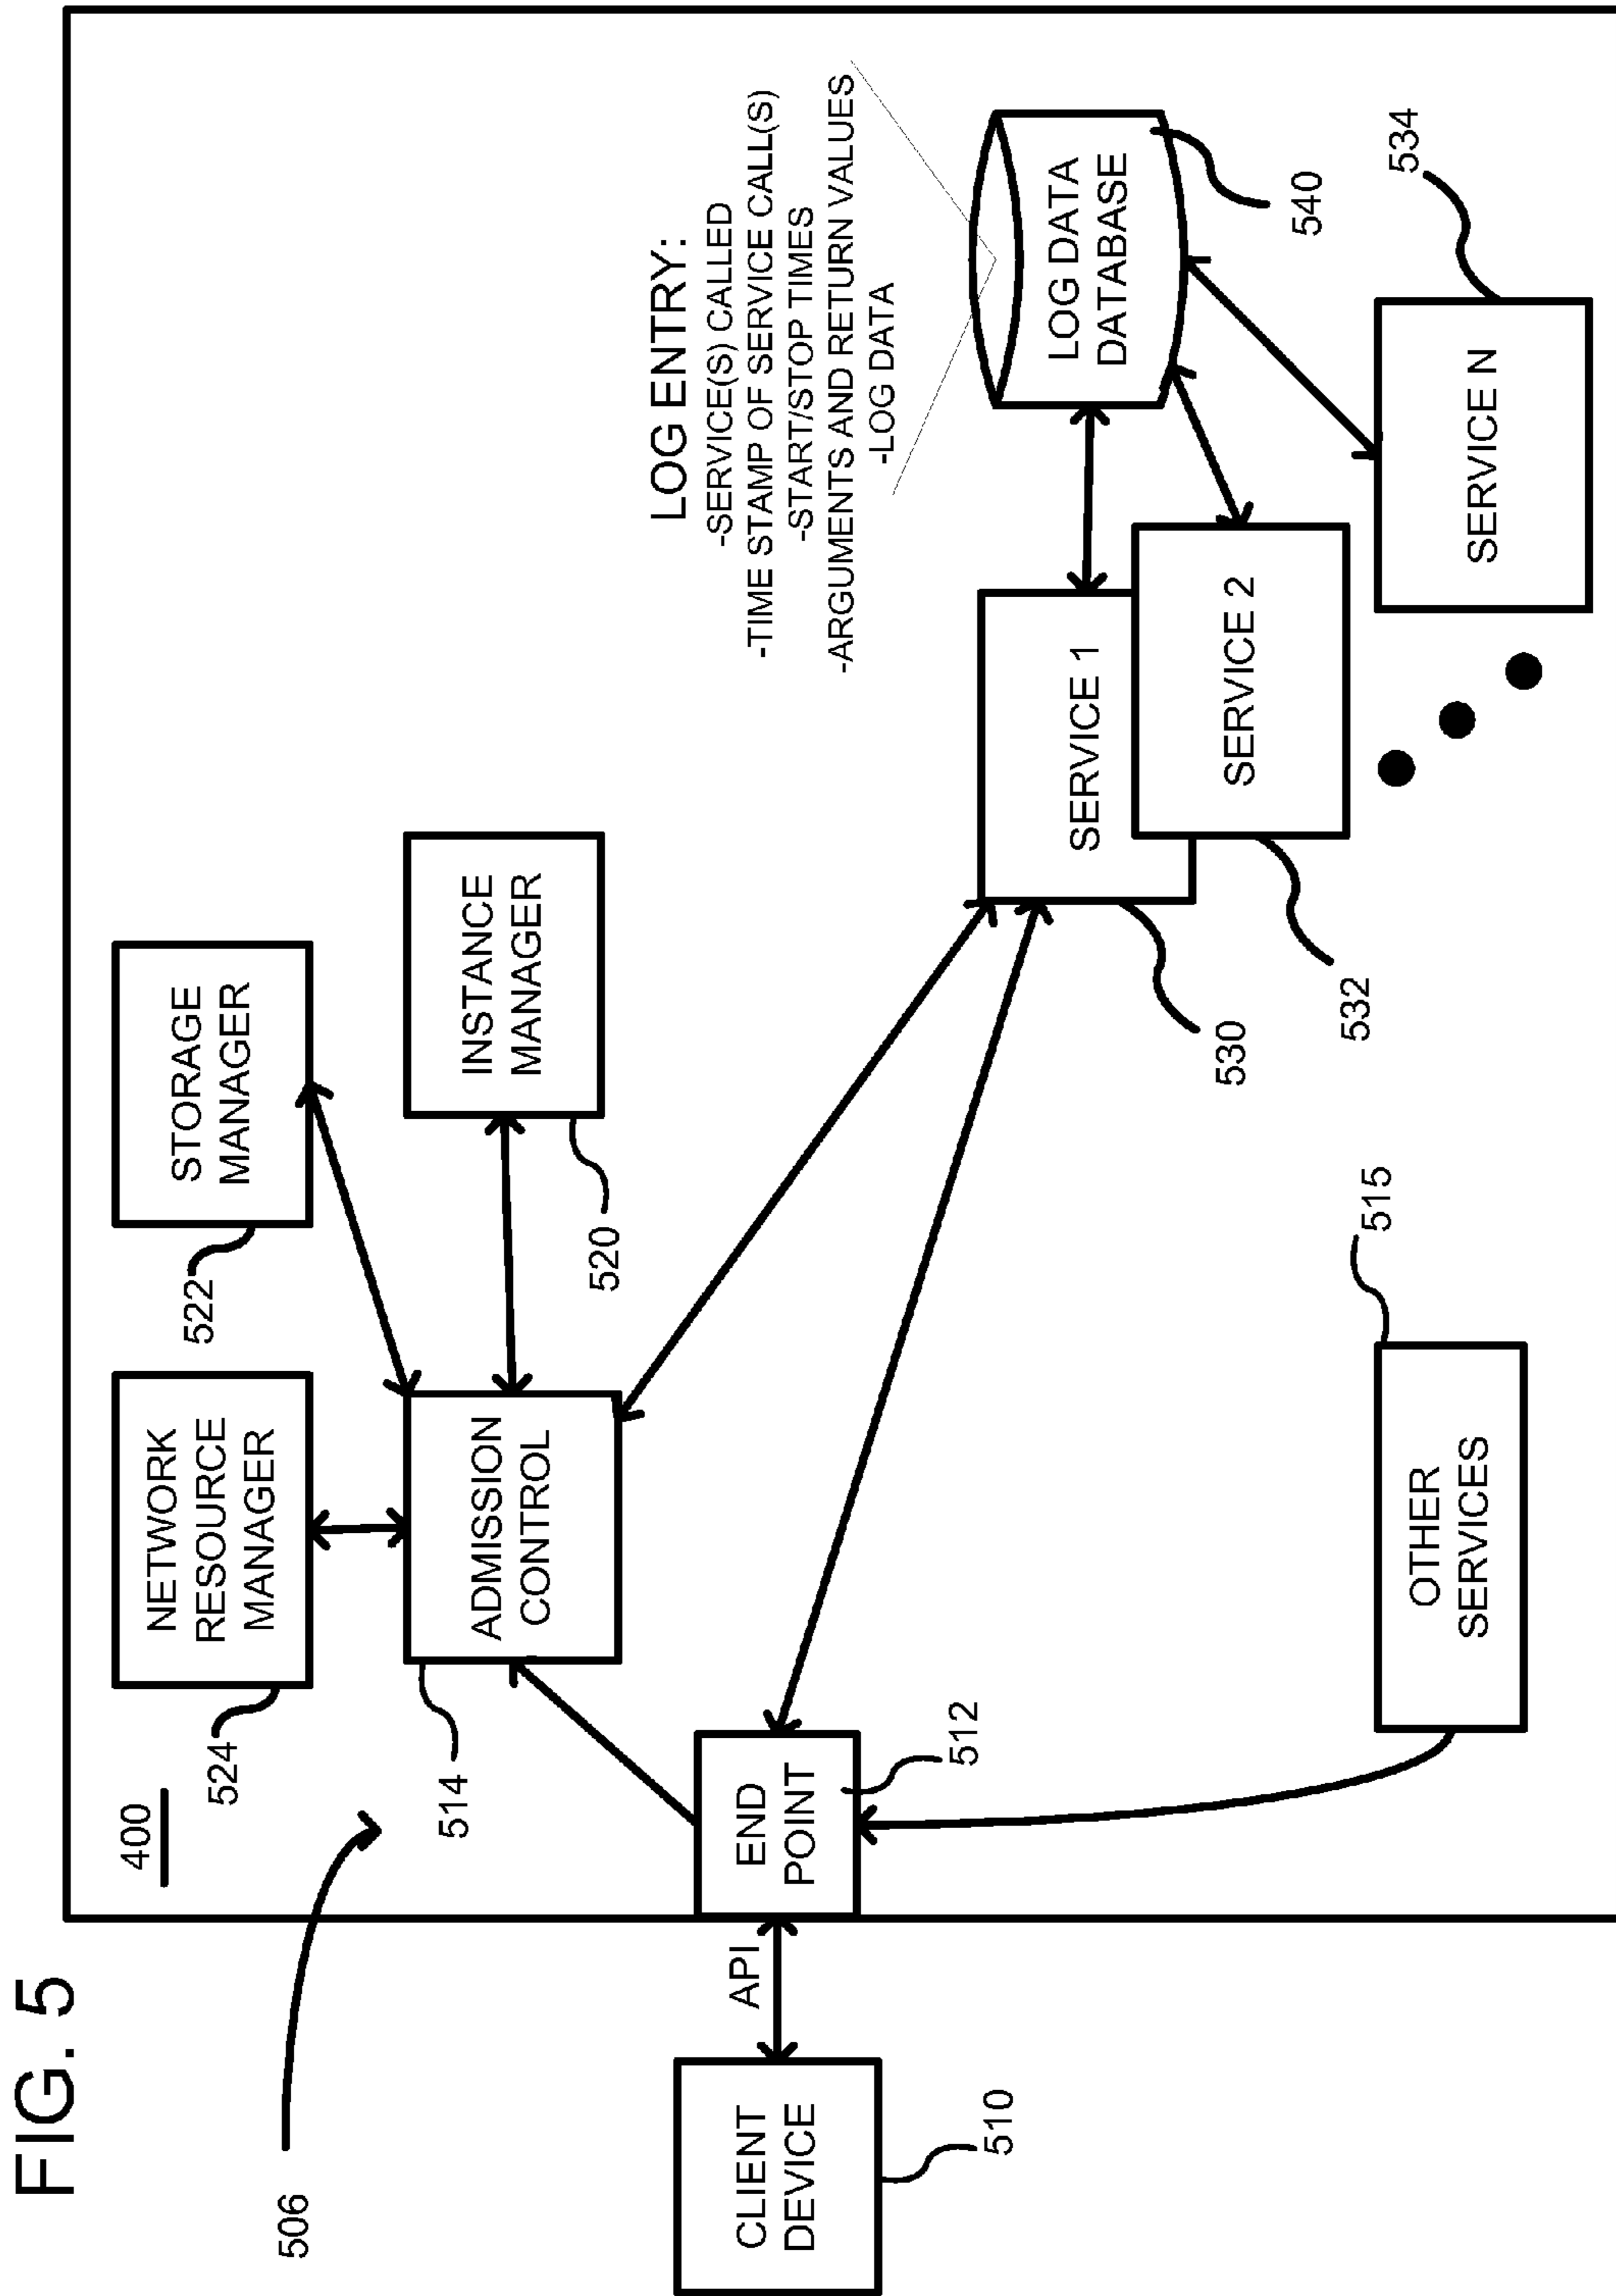 FIG. 5
506
400
524
NETWORK
RESOURCE
MANAGER
522
STORAGE
MANAGER
514
ADMISSION
CONTROL
520
INSTANCE
MANAGER
CLIENT
DEVICE
510
API
END
POINT
512
OTHER
SERVICES
515
LOG ENTRY:
-SERVICE(S) CALLED
-TIME STAMP OF SERVICE CALL(S)
-START/STOP TIMES
-ARGUMENTS AND RETURN VALUES
-LOG DATA
SERVICE 1
530
SERVICE 2
532
LOG DATA
DATABASE
540
SERVICE N
534